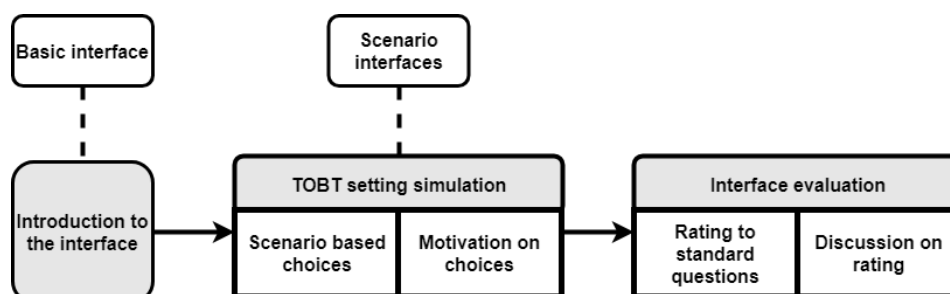 Basic interface
Scenario
interfaces
Introduction to
the interface
TOBT setting simulation
Scenario based
choices
Motivation on
choices
Interface evaluation
Rating to
standard
questions
Discussion on
rating